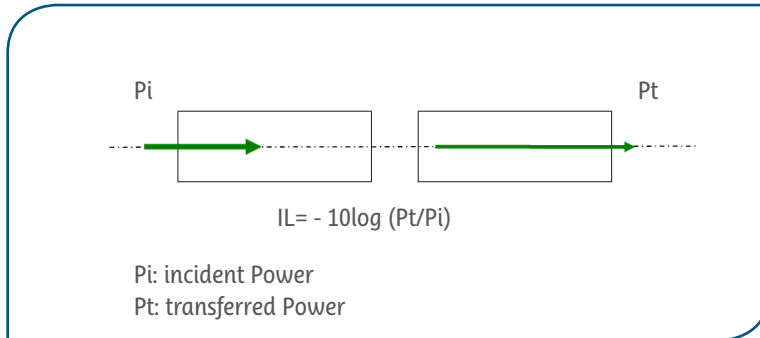 Pi Pt
IL= - 10log (Pt/Pi)
Pi: incident Power
Pt: transferred Power